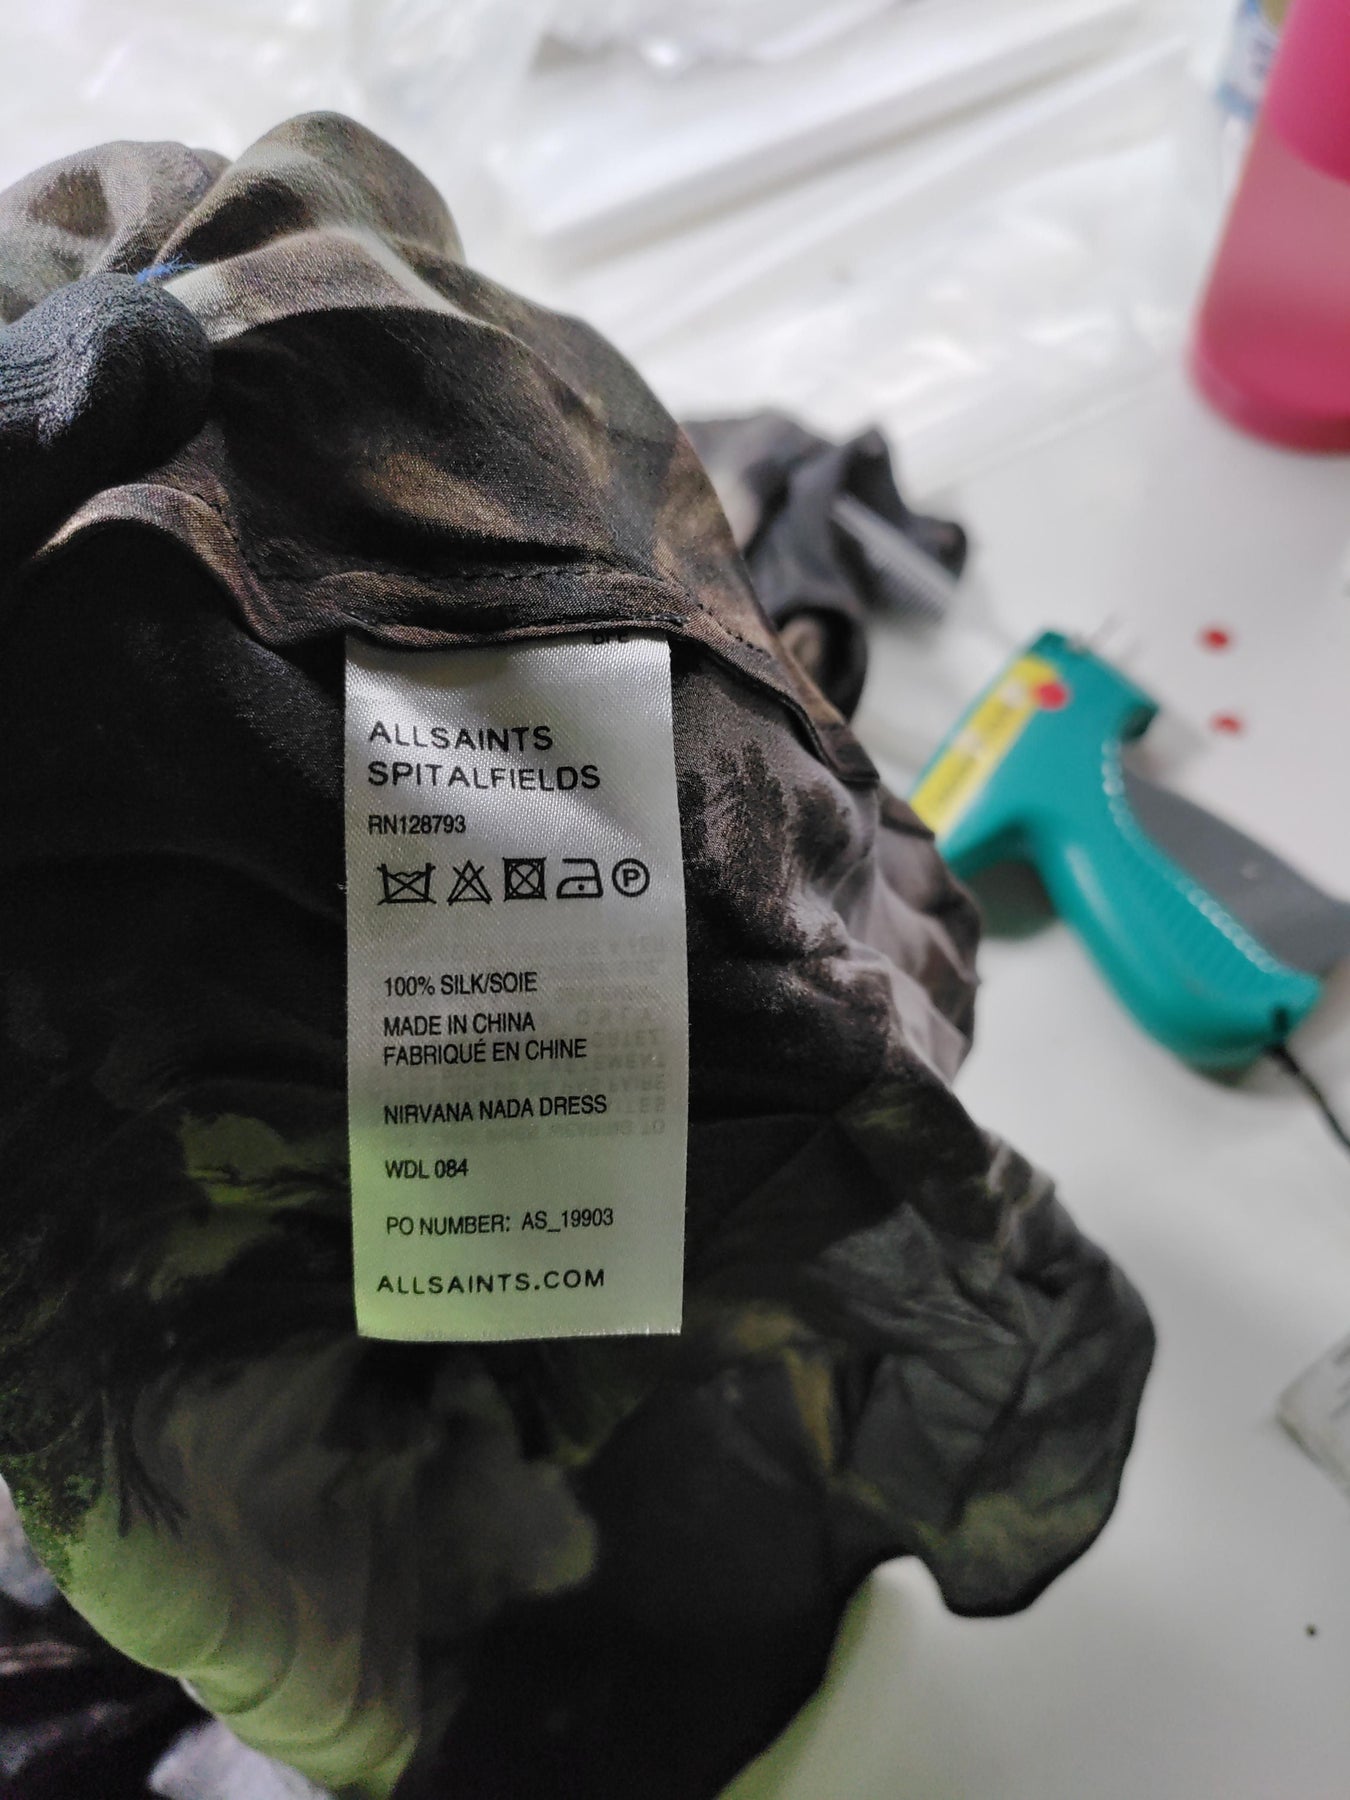 ALLSAINTS
SPITALFIELDS
RN128793
P
100% SILK/SOIE
MADE IN CHINA
FABRIQUÉ EN CHINE
NIRVANA NADA DRESS
WDL 084
PO NUMBER: AS_19903
ALLSAINTS.COM